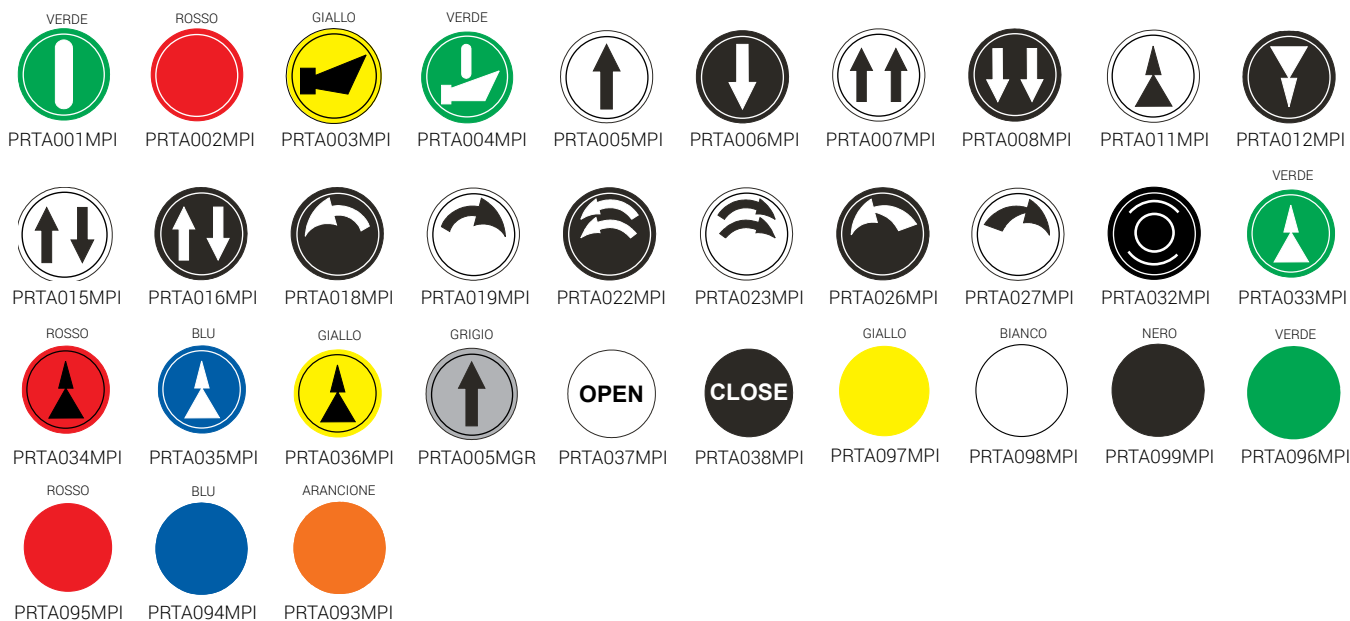 VERDE ROSSO GIALLO VERDE
PRTA001MPI PRTA002MPI PRTA003MPI PRTA004MPI PRTA005MPI PRTA006MPI PRTA007MPI PRTA008MPI PRTA011MPI PRTA012MPI
VERDE
PRTA015MPI PRTA016MPI PRTA018MPI PRTA019MPI PRTA022MPI PRTA023MPI PRTA026MPI PRTA027MPI PRTA032MPI PRTA033MPI
ROSSO BLU GIALLO GRIGIO GIALLO BIANCO NERO VERDE
OPEN CLOSE
PRTA034MPI PRTA035MPI PRTA036MPI PRTA005MGR PRTA037MPI PRTA038MPI PRTA097MPI PRTA098MPI PRTA099MPI PRTA096MPI
ROSSO BLU ARANCIONE
PRTA095MPI PRTA094MPI PRTA093MPI